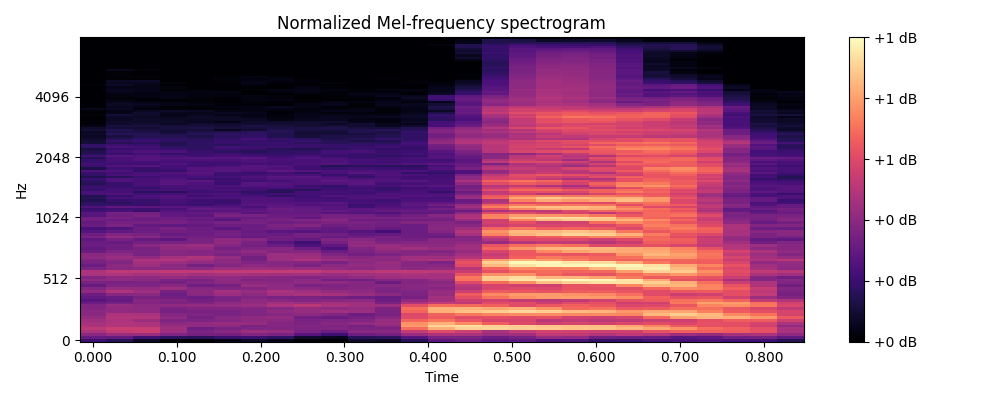 Normalized Mel-frequency spectrogram
Hz
4096
2048
1024
512
0
0.000 0.100 0.200 0.300 0.400 0.500 0.600 0.700 0.800
Time
+1 dB
+1 dB
+1 dB
+0 dB
+0 dB
+0 dB